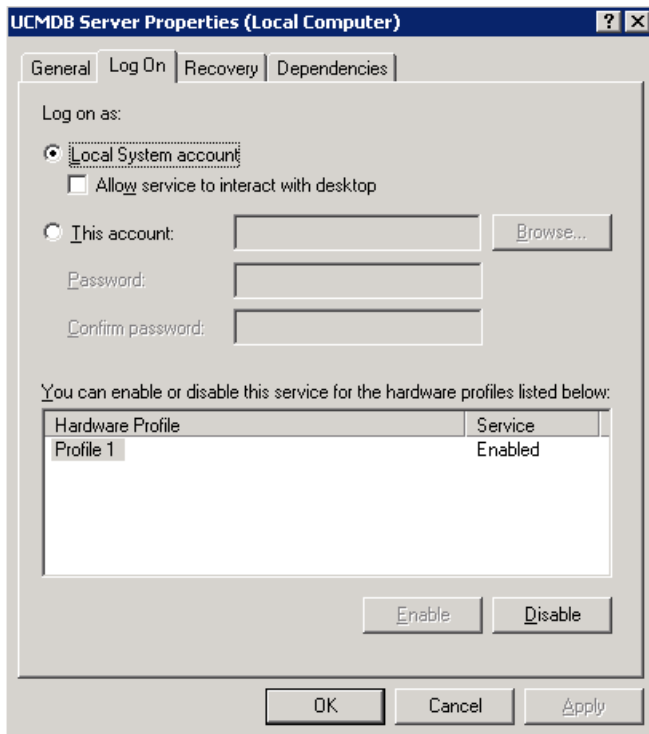 UCMDB Server Properties (Local Computer)
General Log On Recovery Dependencies
Log on as:
Local System account
Allow service to interact with desktop
This account: Browse...
Password:
Confirm password:
You can enable or disable this service for the hardware profiles listed below:
Hardware Profile Service
Profile 1 Enabled
Enable Disable
OK Cancel Apply